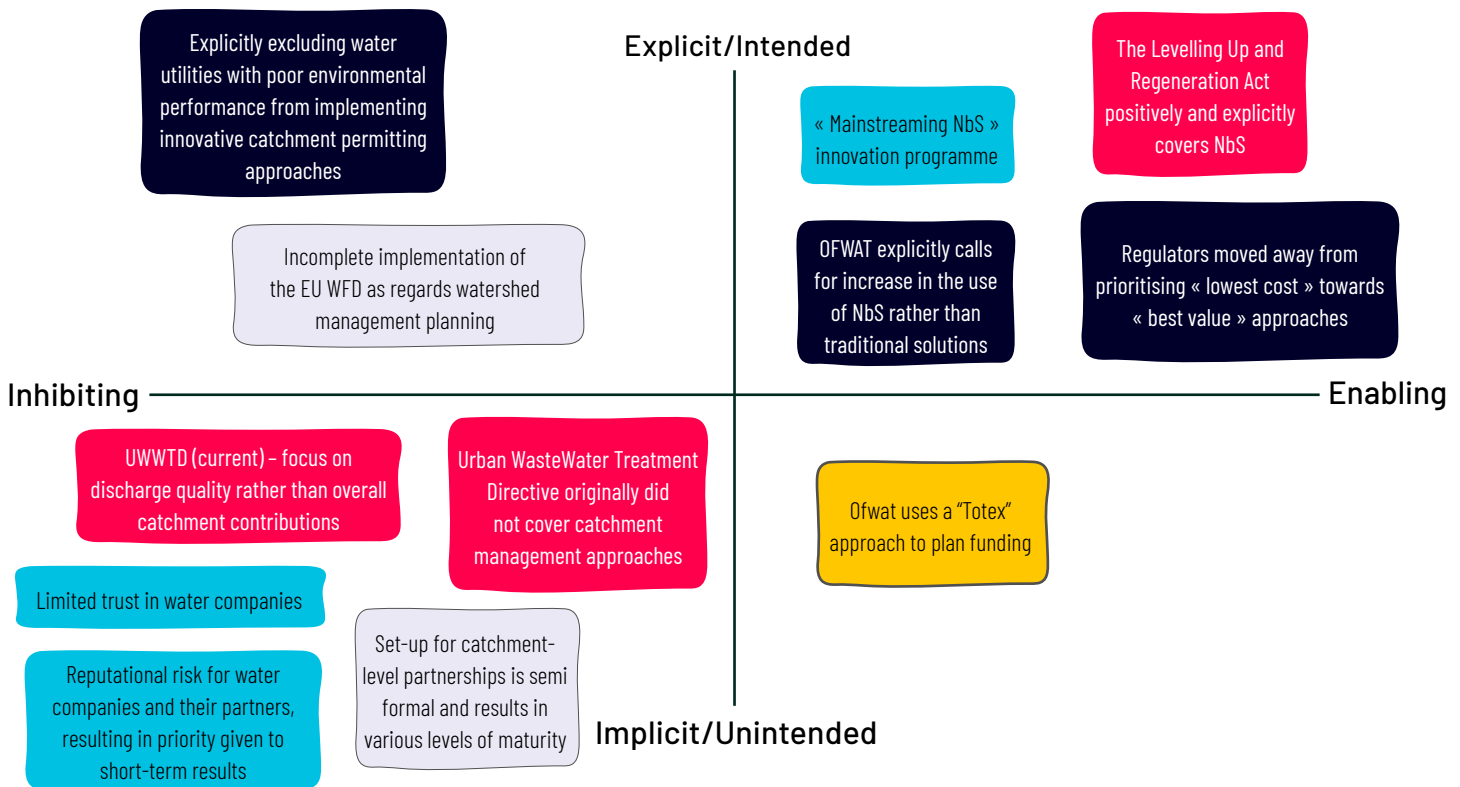 Explicitly excluding water
utilities with poor environmental
performance from implementing
innovative catchment permitting
approaches
Explicit/Intended
« Mainstreaming NbS »
innovation programme
The Levelling Up and
Regeneration Act
positively and explicitly
covers NbS
Incomplete implementation of
the EU WFD as regards watershed
management planning
OFWAT explicitly calls
for increase in the use
of NbS rather than
traditional solutions
Regulators moved away from
prioritising « lowest cost » towards
« best value » approaches
Inhibiting
Enabling
UWWTD (current) – focus on
discharge quality rather than overall
catchment contributions
Urban WasteWater Treatment
Directive originally did
not cover catchment
management approaches
Ofwat uses a “Totex”
approach to plan funding
Limited trust in water companies
Reputational risk for water
companies and their partners,
resulting in priority given to
short-term results
Set-up for catchment-
level partnerships is semi
formal and results in
various levels of maturity
Implicit/Unintended